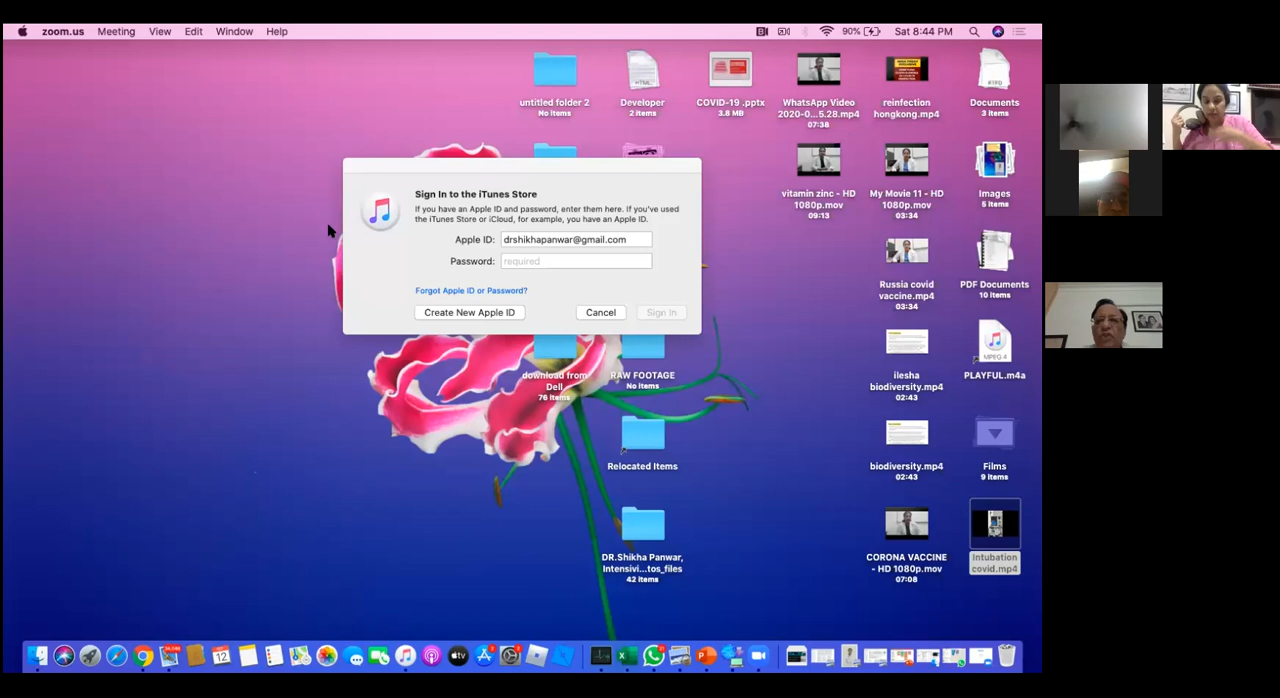 zoom.us Meeting View Edit Window Help 90% Sat 8:44 PM
untitled folder 2
No items
Developer
2 items
COVID-19 .pptx
3.8 MB
WhatsApp Video
2020-0...5.28.mp4
07:38
reinfection
hongkong.mp4
Documents
3 items
vitamin zinc - HD
1080p.mov
09:13
My Movie 11 - HD
1080p.mov
03:34
Images
5 items
Sign In to the iTunes Store
If you have an Apple ID and password, enter them here. If you've used
the iTunes Store or iCloud, for example, you have an Apple ID.
Apple ID: drshikhapanwar@gmail.com
Password: required
Forgot Apple ID or Password?
Create New Apple ID Cancel Sign In
Russia covid
vaccine.mp4
03:34
PDF Documents
10 items
download from
Dell
76 items
RAW FOOTAGE
No items
ilesha
biodiversity.mp4
02:43
MPEG 4
PLAYFUL.m4a
Relocated Items
biodiversity.mp4
02:43
Films
9 items
DR.Shikha Panwar,
Intensivi...tos_files
42 items
CORONA VACCINE
- HD 1080p.mov
07:08
Intubation
covid.mp4
12
tv